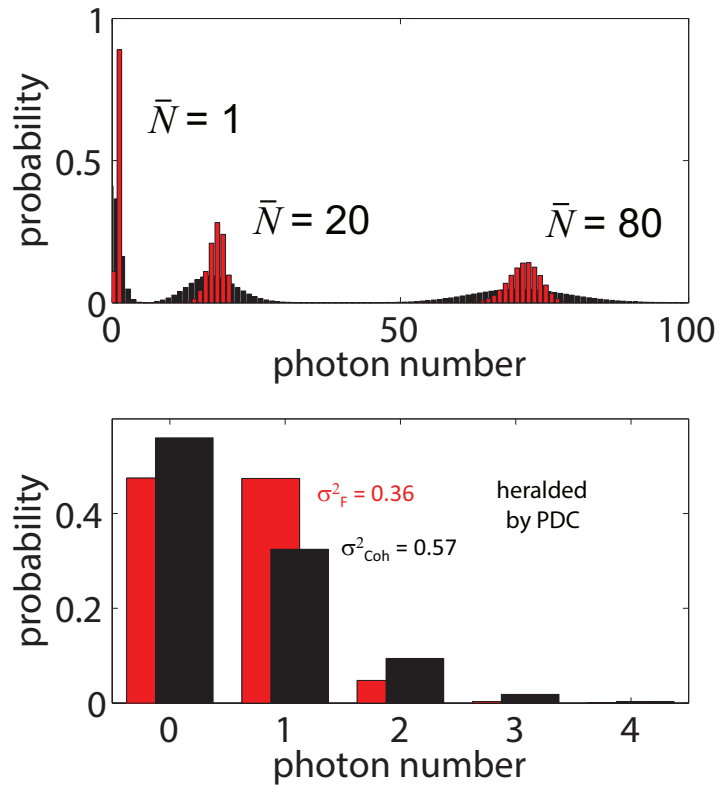 1
probability
N̄ = 1
0.5
N̄ = 20
N̄ = 80
0
0
50
100
photon number
probability
0.4
σ²F = 0.36
heralded
by PDC
σ²Coh = 0.57
0.2
0
0
1
2
3
4
photon number